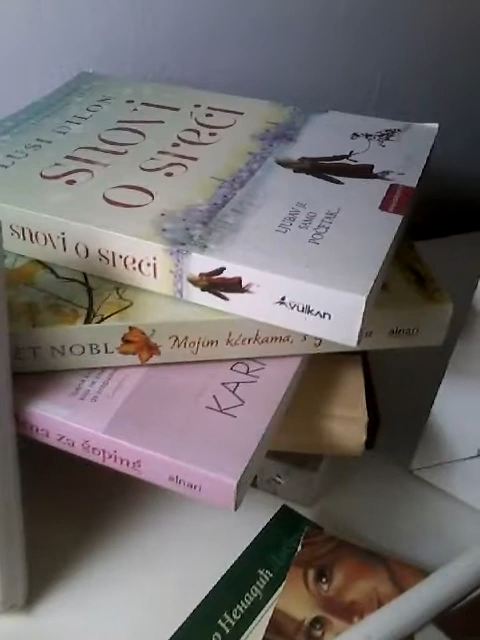 LUSI DILON
SNOVI
O SREĆI
LJUBAV JE
SAMO
POČETAK...
SNOVI O SREĆI
vulkan
ET NOBL
Mojim kćerkama, s
alnari
KAR
na za šoping
alnari
о Ненадић